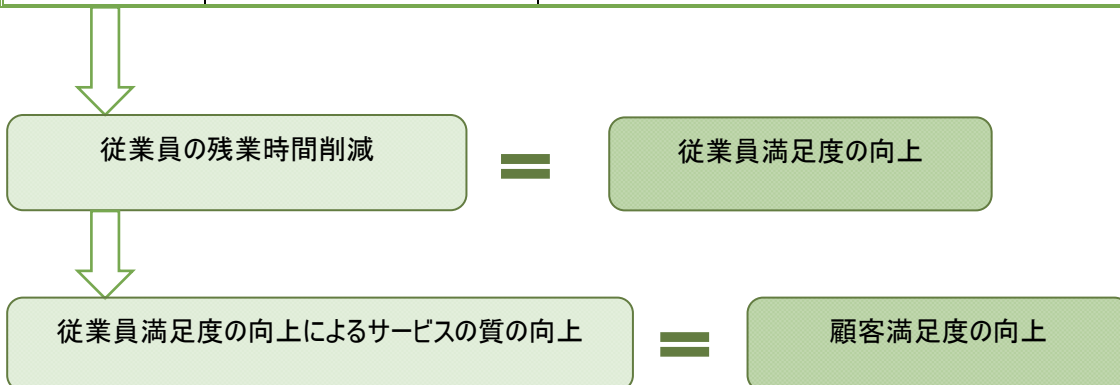 従業員の残業時間削減
従業員満足度の向上
従業員満足度の向上によるサービスの質の向上
顧客満足度の向上